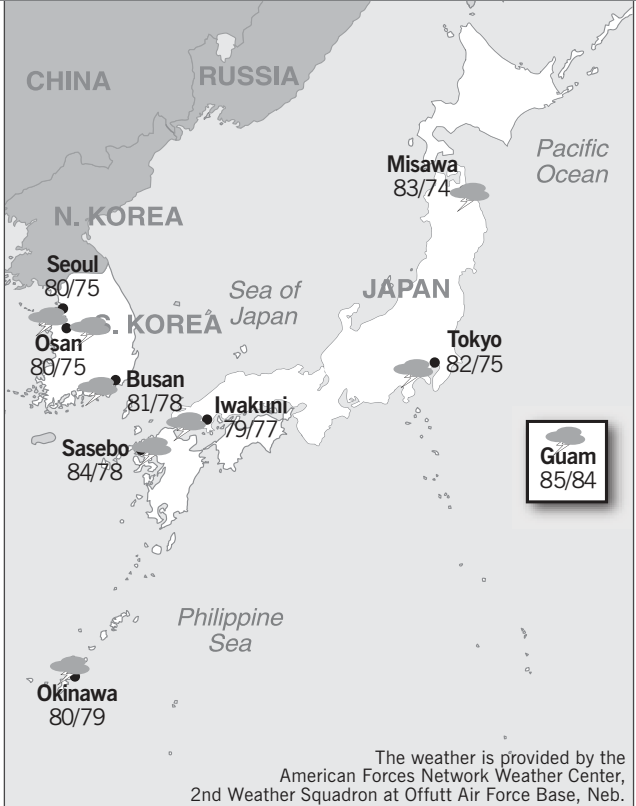 CHINA
RUSSIA
Pacific
Ocean
Misawa
83/74
N. KOREA
Seoul
80/75
Sea of
Japan
JAPAN
S. KOREA
Osan
80/75
Tokyo
82/75
Busan
81/78
Iwakuni
79/77
Sasebo
84/78
Guam
85/84
Philippine
Sea
Okinawa
80/79
The weather is provided by the
American Forces Network Weather Center,
2nd Weather Squadron at Offutt Air Force Base, Neb.